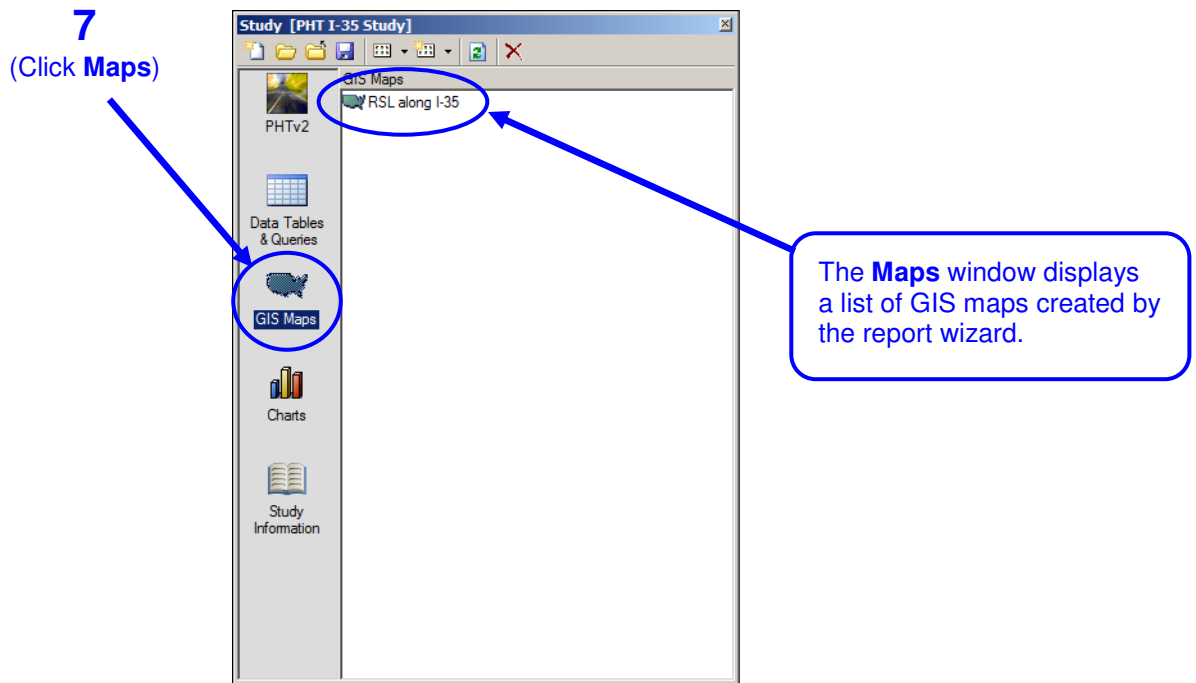 7
(Click Maps)
Study [PHT I-35 Study]
PHTv2
Data Tables
& Queries
GIS Maps
Charts
Study
Information
GIS Maps
RSL along I-35
The Maps window displays
a list of GIS maps created by
the report wizard.